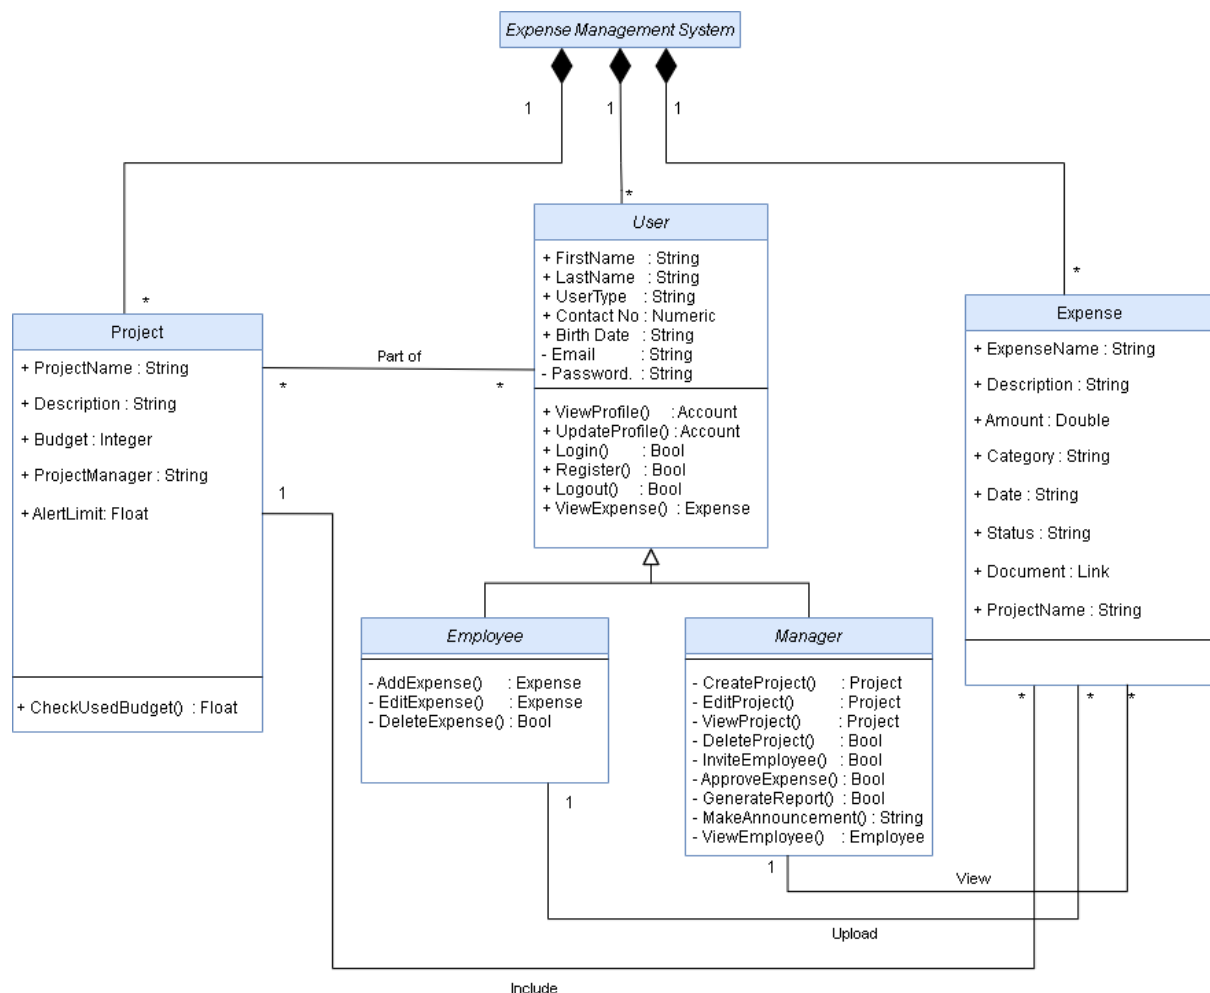 Expense Management System
1
1
1
*
*
*
User
+ FirstName : String
+ LastName : String
+ UserType : String
+ Contact No : Numeric
+ Birth Date : String
- Email : String
- Password. : String
+ ViewProfile() : Account
+ UpdateProfile() : Account
+ Login() : Bool
+ Register() : Bool
+ Logout() : Bool
+ ViewExpense() : Expense
Project
+ ProjectName : String
+ Description : String
+ Budget : Integer
+ ProjectManager : String
+ AlertLimit: Float
+ CheckUsedBudget() : Float
Part of
*
*
1
Expense
+ ExpenseName : String
+ Description : String
+ Amount : Double
+ Category : String
+ Date : String
+ Status : String
+ Document : Link
+ ProjectName : String
*
*
*
Employee
- AddExpense() : Expense
- EditExpense() : Expense
- DeleteExpense() : Bool
1
Manager
- CreateProject() : Project
- EditProject() : Project
- ViewProject() : Project
- DeleteProject() : Bool
- InviteEmployee() : Bool
- ApproveExpense() : Bool
- GenerateReport() : Bool
- MakeAnnouncement() : String
- ViewEmployee() : Employee
1
View
Upload
Include